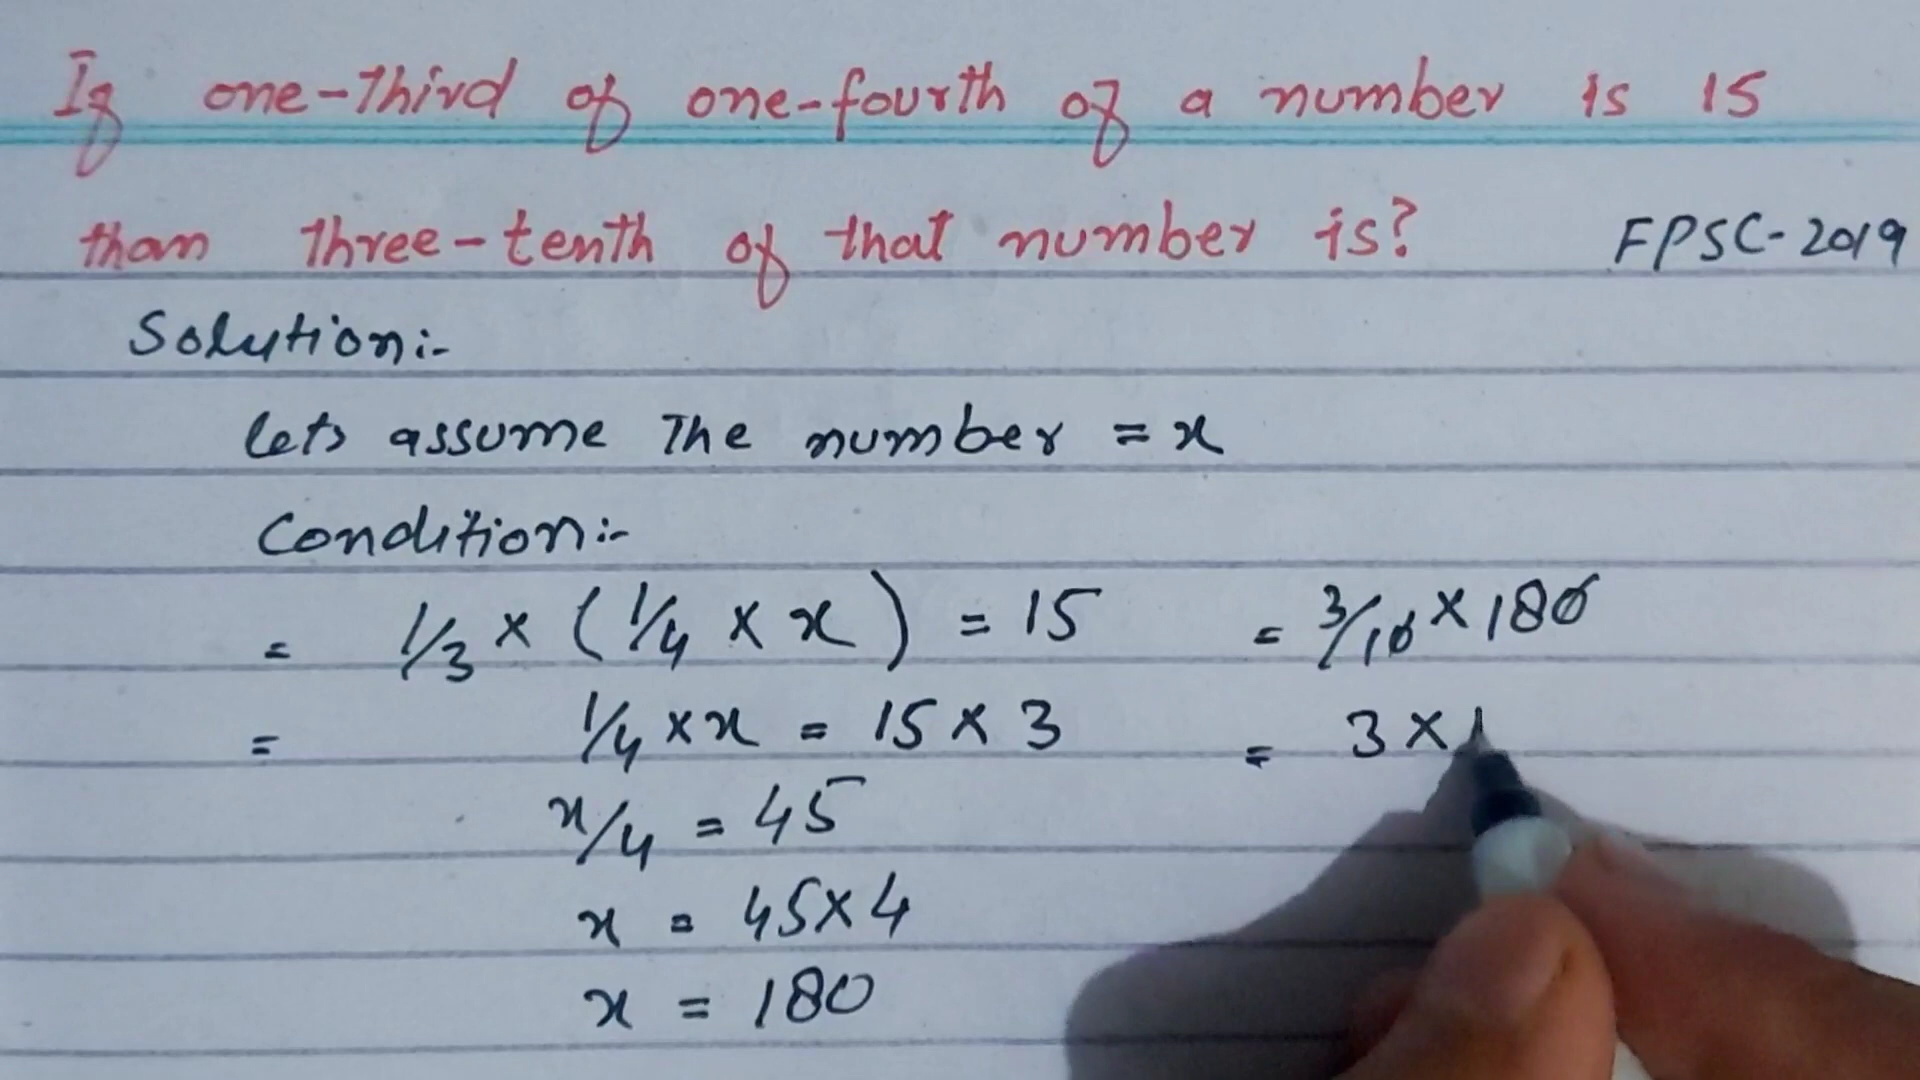 If one-third of one-fourth of a number is 15
than three-tenth of that number is?
FPSC-2019
Solution:-
Lets assume The number = x
Condition:-
= 1/3 × (1/4 × x) = 15
= 1/4 × x = 15 × 3
x/4 = 45
x = 45×4
x = 180
= 3/10 × 180
= 3 × 1